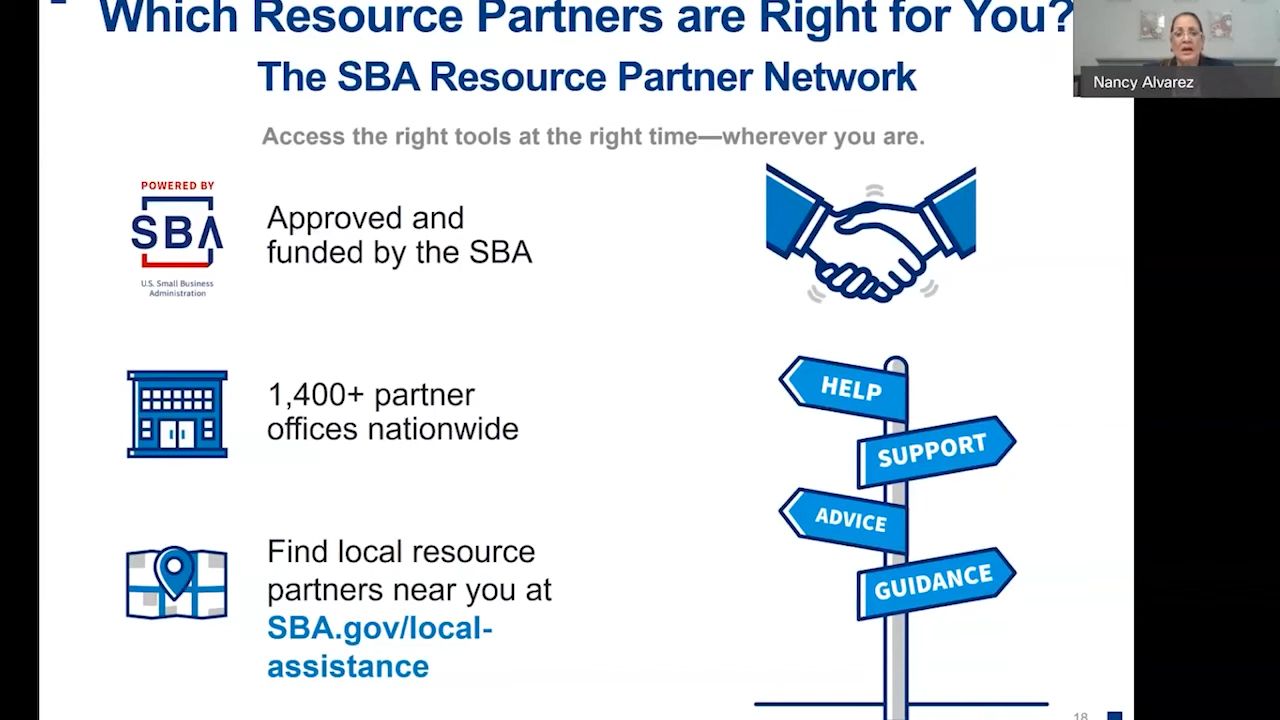 Which Resource Partners are Right for You?
The SBA Resource Partner Network
Access the right tools at the right time—wherever you are.
Nancy Alvarez
POWERED BY
SBA
U.S. Small Business
Administration
Approved and
funded by the SBA
1,400+ partner
offices nationwide
Find local resource
partners near you at
SBA.gov/local-
assistance
HELP
SUPPORT
ADVICE
GUIDANCE
18